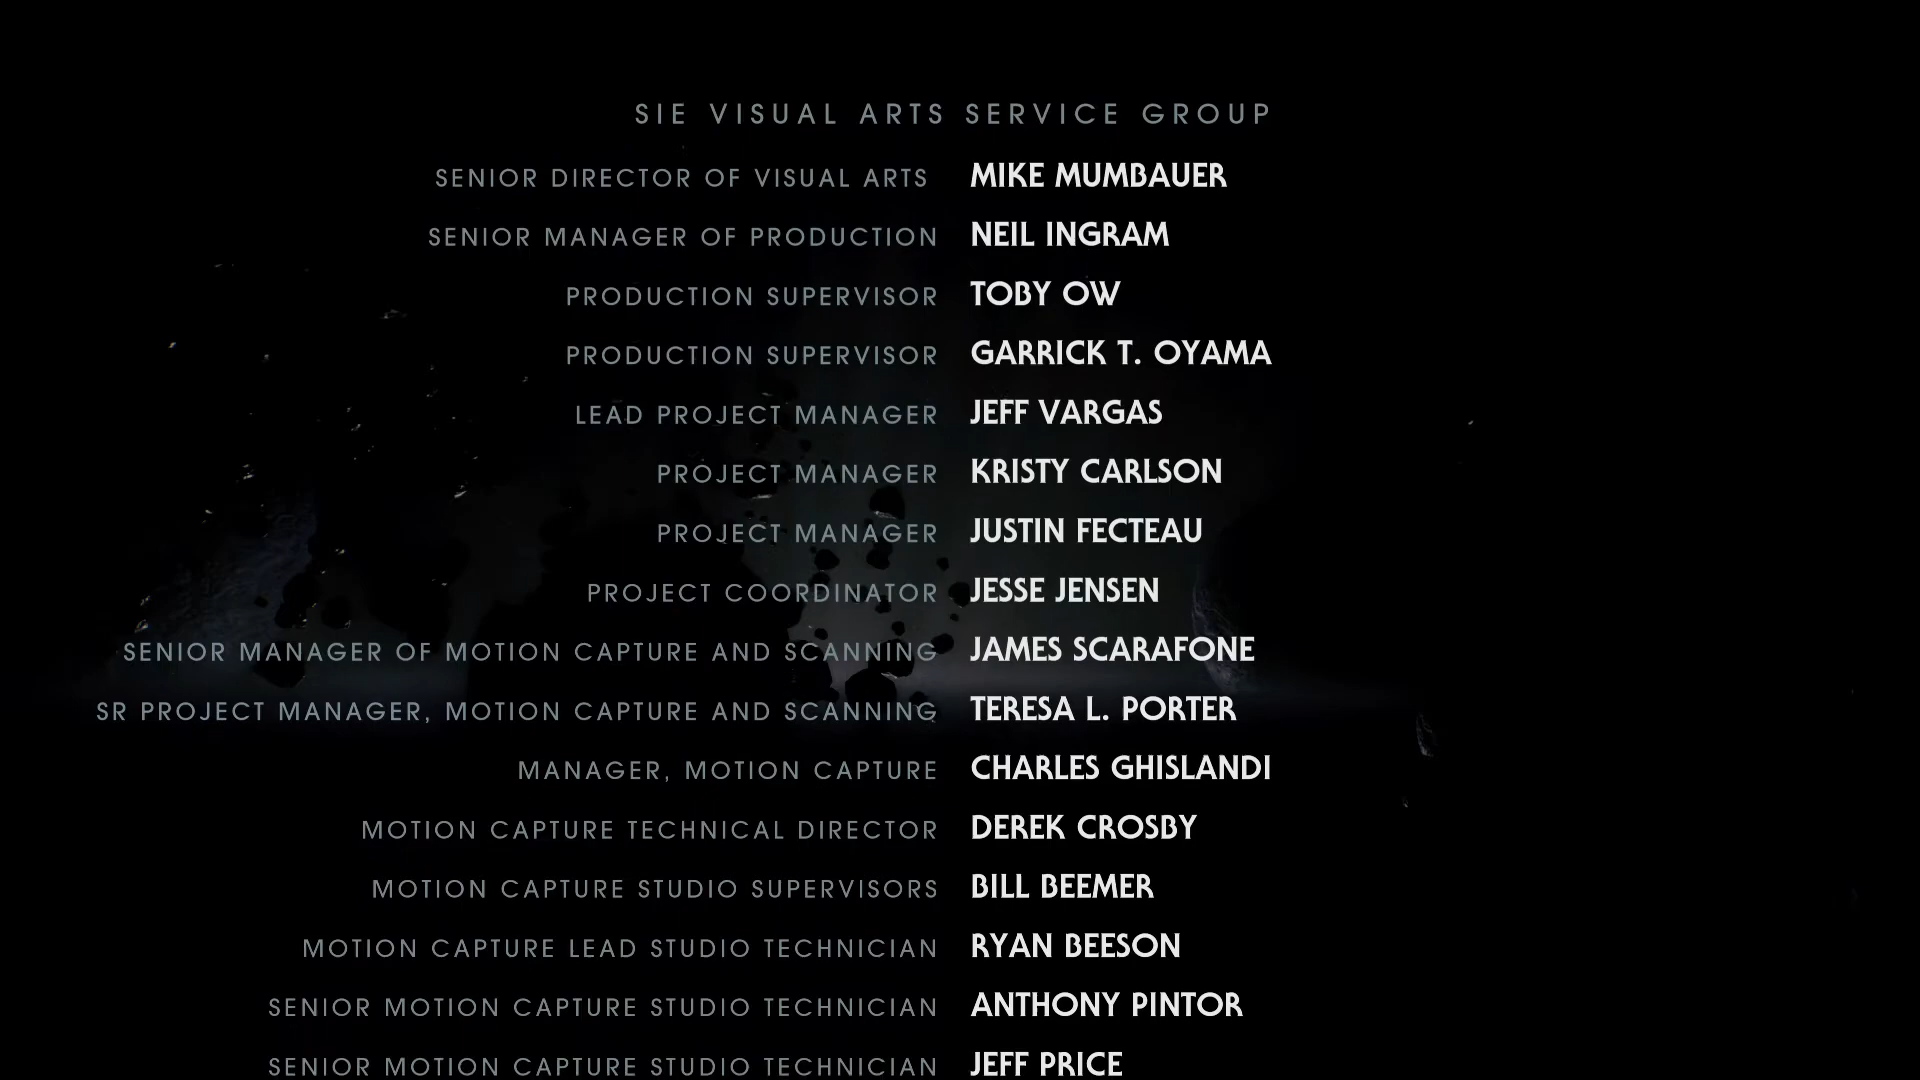 SIE VISUAL ARTS SERVICE GROUP
SENIOR DIRECTOR OF VISUAL ARTS MIKE MUMBAUER
SENIOR MANAGER OF PRODUCTION NEIL INGRAM
PRODUCTION SUPERVISOR TOBY OW
PRODUCTION SUPERVISOR GARRICK T. OYAMA
LEAD PROJECT MANAGER JEFF VARGAS
PROJECT MANAGER KRISTY CARLSON
PROJECT MANAGER JUSTIN FECTEAU
PROJECT COORDINATOR JESSE JENSEN
SENIOR MANAGER OF MOTION CAPTURE AND SCANNING JAMES SCARAFONE
SR PROJECT MANAGER, MOTION CAPTURE AND SCANNING TERESA L. PORTER
MANAGER, MOTION CAPTURE CHARLES GHISLANDI
MOTION CAPTURE TECHNICAL DIRECTOR DEREK CROSBY
MOTION CAPTURE STUDIO SUPERVISORS BILL BEEMER
MOTION CAPTURE LEAD STUDIO TECHNICIAN RYAN BEESON
SENIOR MOTION CAPTURE STUDIO TECHNICIAN ANTHONY PINTOR
SENIOR MOTION CAPTURE STUDIO TECHNICIAN JEFF PRICE